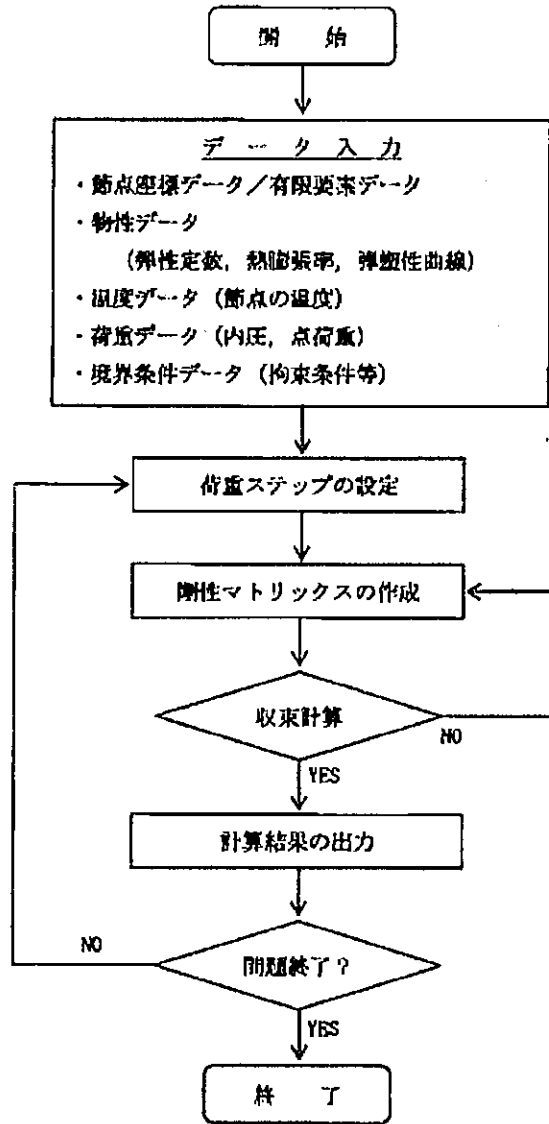 開 始
データ入力
・節点座標データ/有限要素データ
・物性データ
(弾性定数,熱膨張率,弾塑性曲線)
・温度データ(節点の温度)
・荷重データ(内圧,点荷重)
・境界条件データ(拘束条件等)
荷重ステップの設定
剛性マトリックスの作成
収束計算
NO
YES
計算結果の出力
NO
問題終了?
YES
終 了